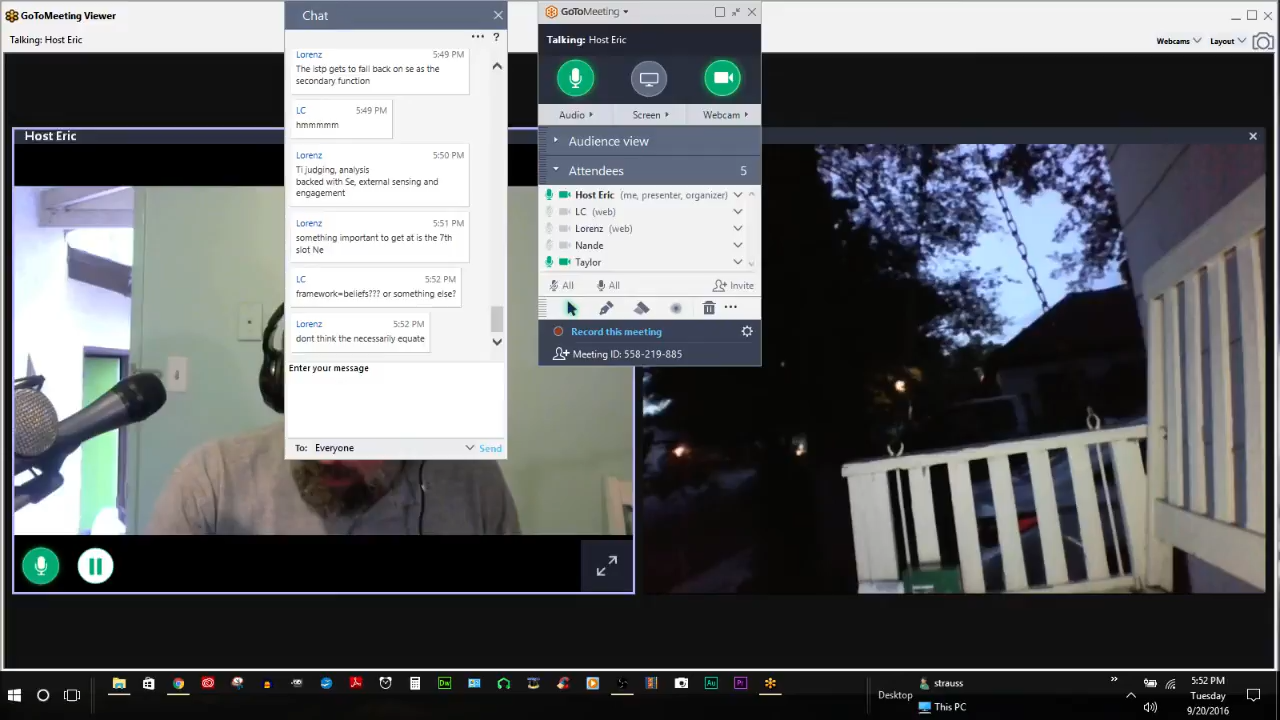 GoToMeeting Viewer
Talking: Host Eric
Webcams
Layout
Host Eric
Chat
?
Lorenz 5:49 PM
The istp gets to fall back on se as the
secondary function
LC 5:49 PM
hmmmmm
Lorenz 5:50 PM
Ti judging, analysis
backed with Se, external sensing and
engagement
Lorenz 5:51 PM
something important to get at is the 7th
slot Ne
LC 5:52 PM
framework=beliefs??? or something else?
Lorenz 5:52 PM
dont think the necessarily equate
Enter your message
To: Everyone
Send
GoToMeeting
Talking: Host Eric
Audio
Screen
Webcam
Audience view
Attendees 5
Host Eric (me, presenter, organizer)
LC (web)
Lorenz (web)
Nande
Taylor
All
All
Invite
Record this meeting
Meeting ID: 558-219-885
Dw
Au
Pr
Desktop
strauss
This PC
5:52 PM
Tuesday
9/20/2016